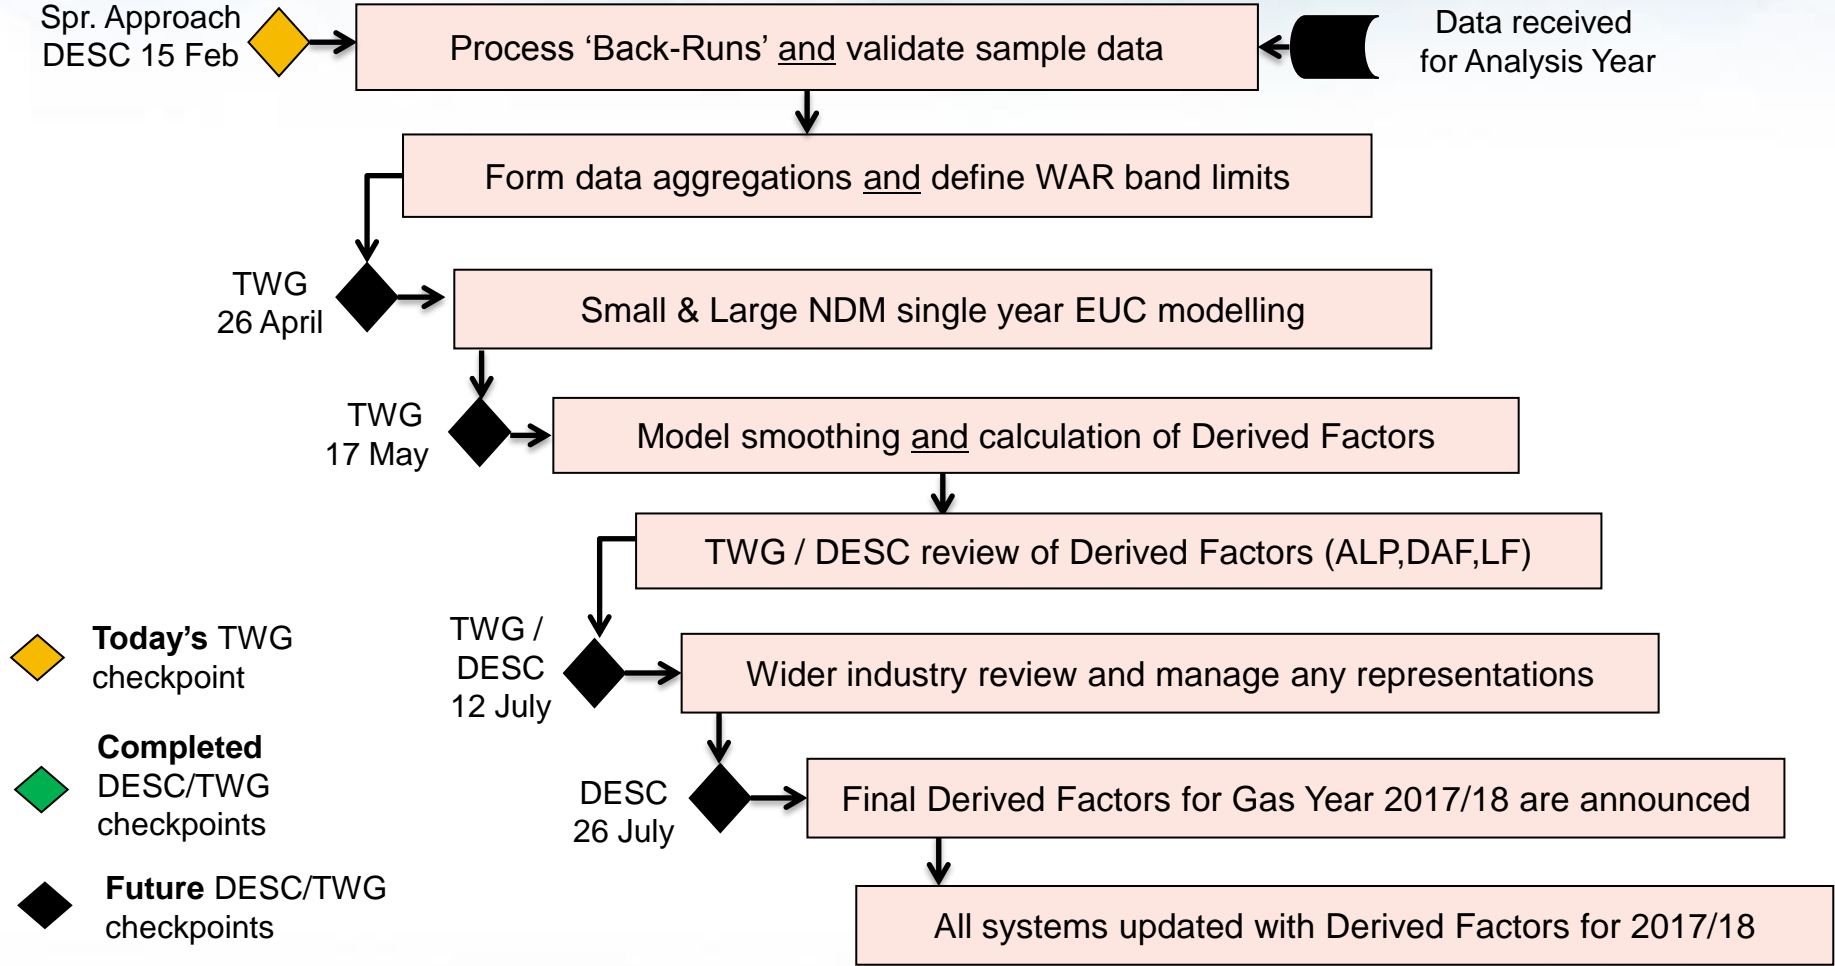 Spr. Approach
DESC 15 Feb
Process ‘Back-Runs’ and validate sample data
Data received
for Analysis Year
Form data aggregations and define WAR band limits
TWG
26 April
Small & Large NDM single year EUC modelling
TWG
17 May
Model smoothing and calculation of Derived Factors
TWG / DESC review of Derived Factors (ALP,DAF,LF)
TWG /
DESC
12 July
Wider industry review and manage any representations
DESC
26 July
Final Derived Factors for Gas Year 2017/18 are announced
All systems updated with Derived Factors for 2017/18
Today’s TWG
checkpoint
Completed
DESC/TWG
checkpoints
Future DESC/TWG
checkpoints